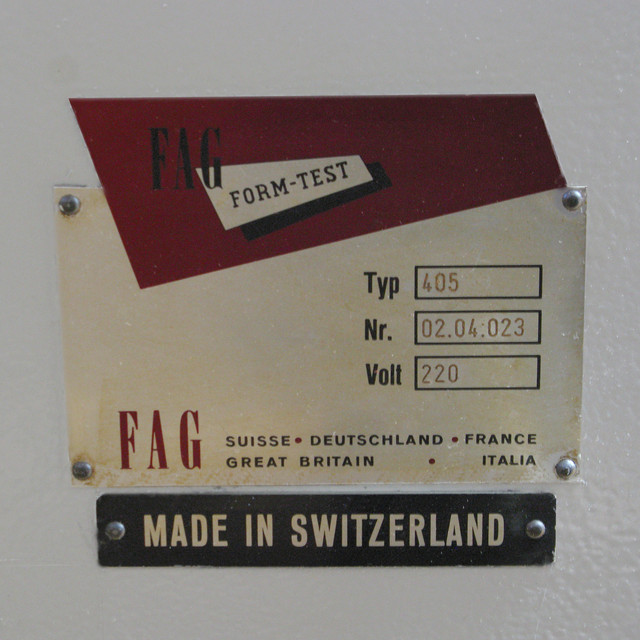 FAG
FORM-TEST
Typ 405
Nr. 02.04:023
Volt 220
FAG
SUISSE • DEUTSCHLAND • FRANCE
GREAT BRITAIN • ITALIA
MADE IN SWITZERLAND